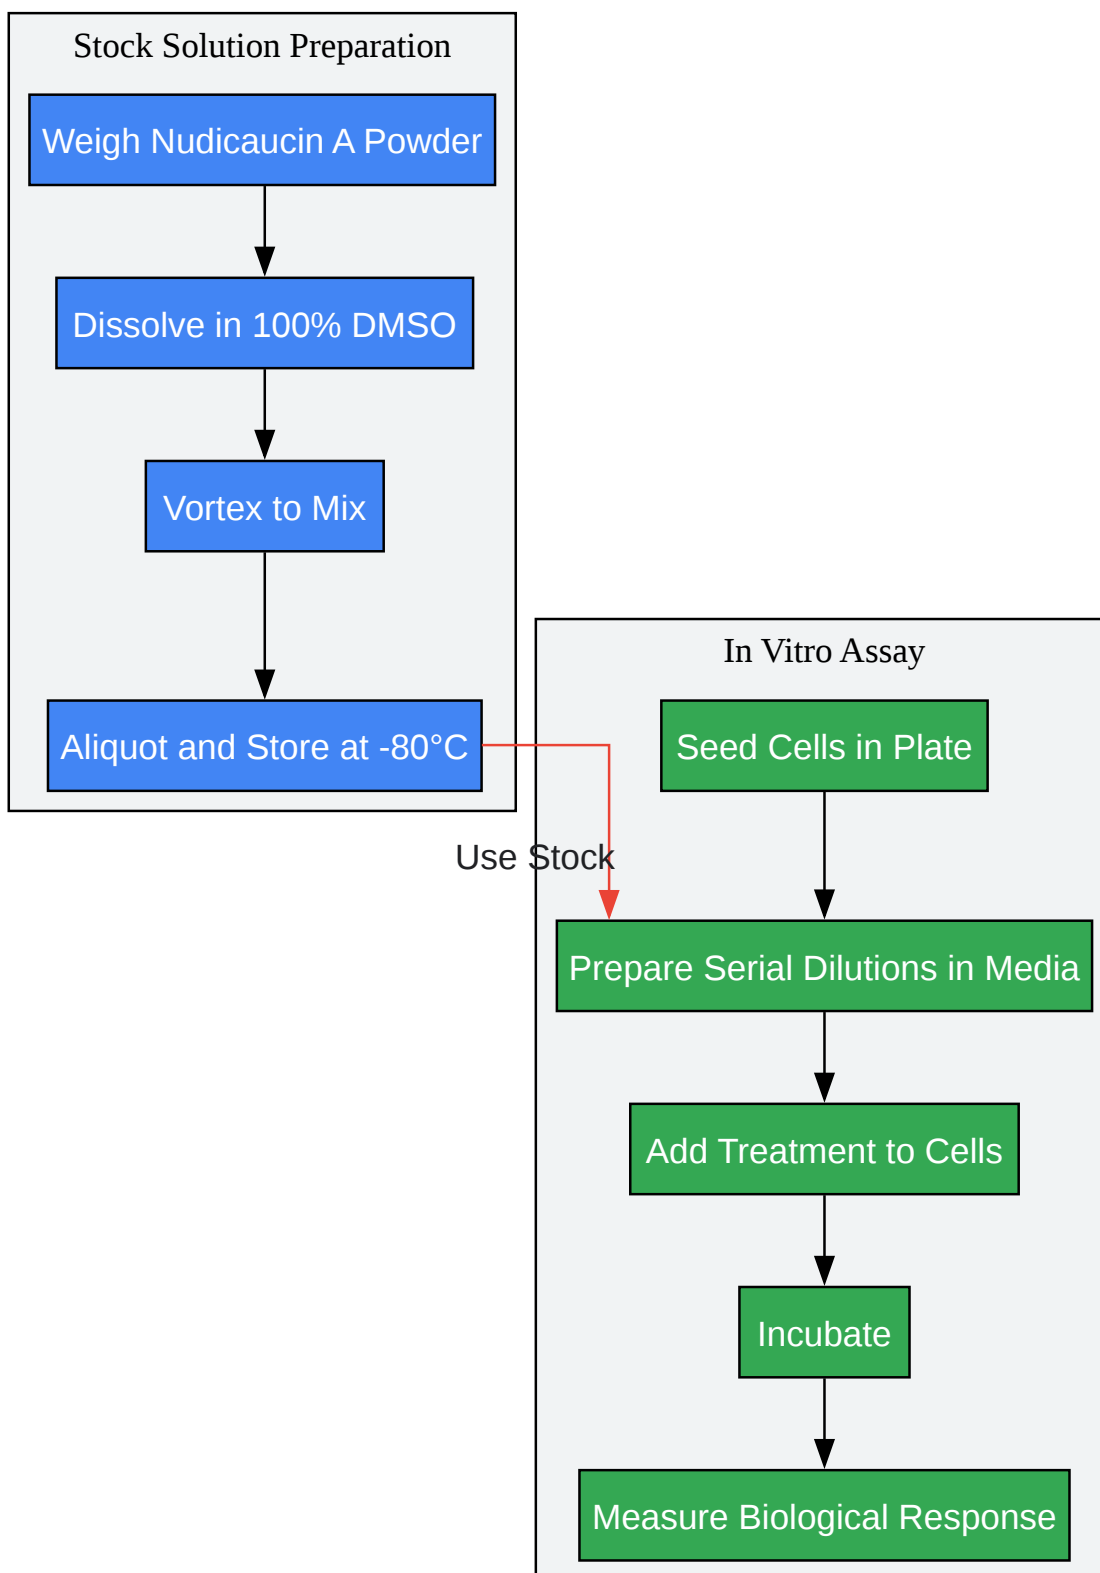 Stock Solution Preparation
Weigh Nudicaucin A Powder
Dissolve in 100% DMSO
Vortex to Mix
Aliquot and Store at -80°C
Use Stock
In Vitro Assay
Seed Cells in Plate
Prepare Serial Dilutions in Media
Add Treatment to Cells
Incubate
Measure Biological Response